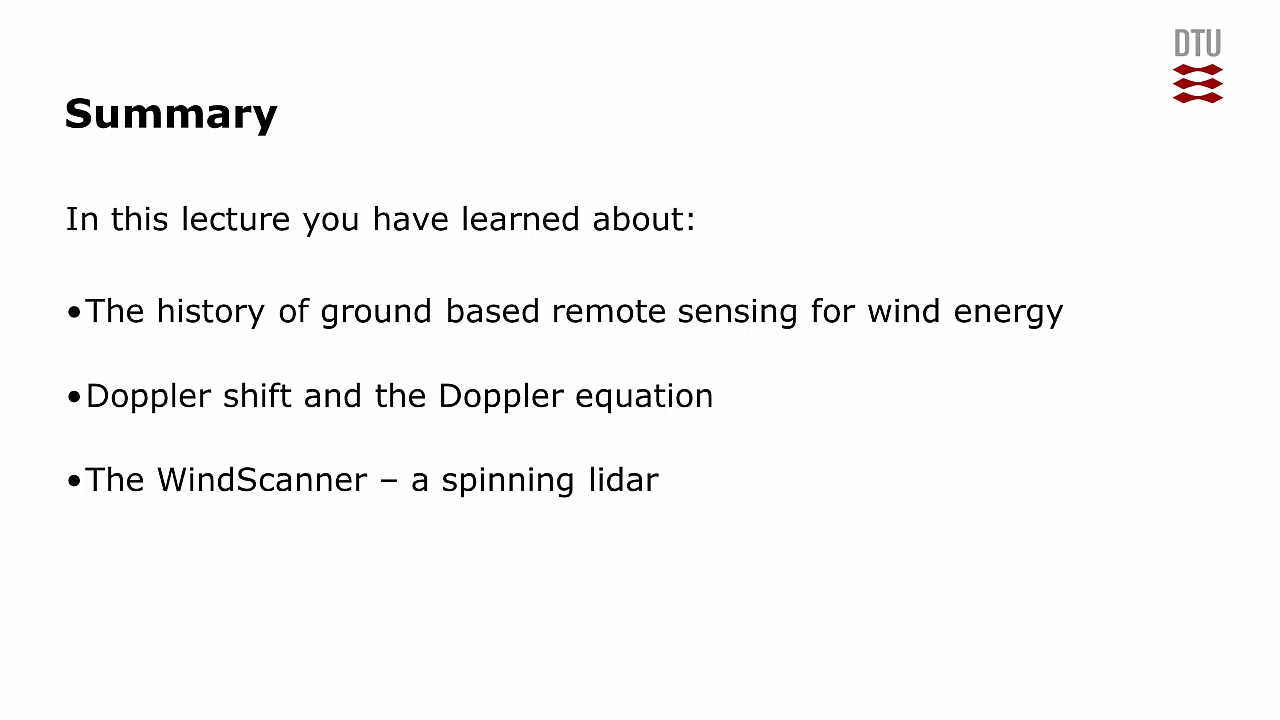 DTU
Summary
In this lecture you have learned about:
•The history of ground based remote sensing for wind energy
•Doppler shift and the Doppler equation
•The WindScanner – a spinning lidar